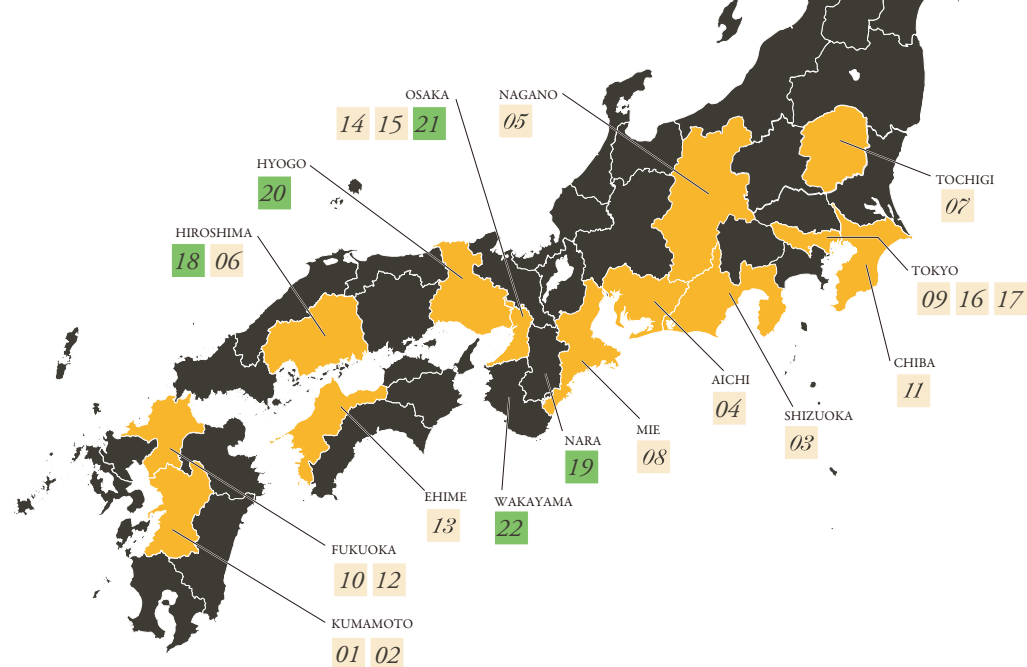 OSAKA
14 15 21
NAGANO
05
HYOGO
20
TOCHIGI
07
HIROSHIMA
18 06
TOKYO
09 16 17
CHIBA
11
AICHI
04
SHIZUOKA
03
MIE
08
NARA
19
EHIME
13
WAKAYAMA
22
FUKUOKA
10 12
KUMAMOTO
01 02